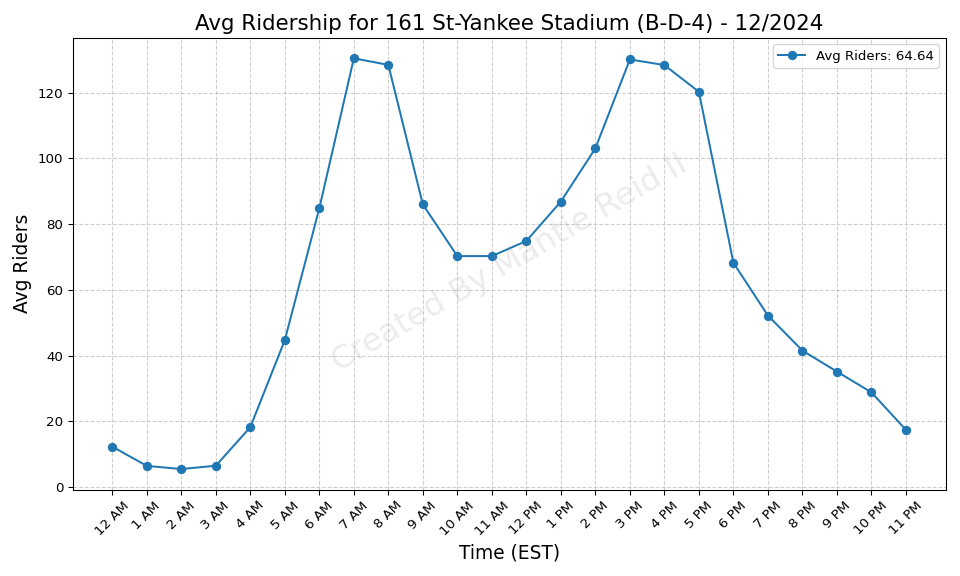 Avg Ridership for 161 St-Yankee Stadium (B-D-4) - 12/2024
Avg Riders: 64.64
120
100
80
60
40
20
0
Avg Riders
Created By Mantle Reid II
12 AM
1 AM
2 AM
3 AM
4 AM
5 AM
6 AM
7 AM
8 AM
9 AM
10 AM
11 AM
12 PM
1 PM
2 PM
3 PM
4 PM
5 PM
6 PM
7 PM
8 PM
9 PM
10 PM
11 PM
Time (EST)